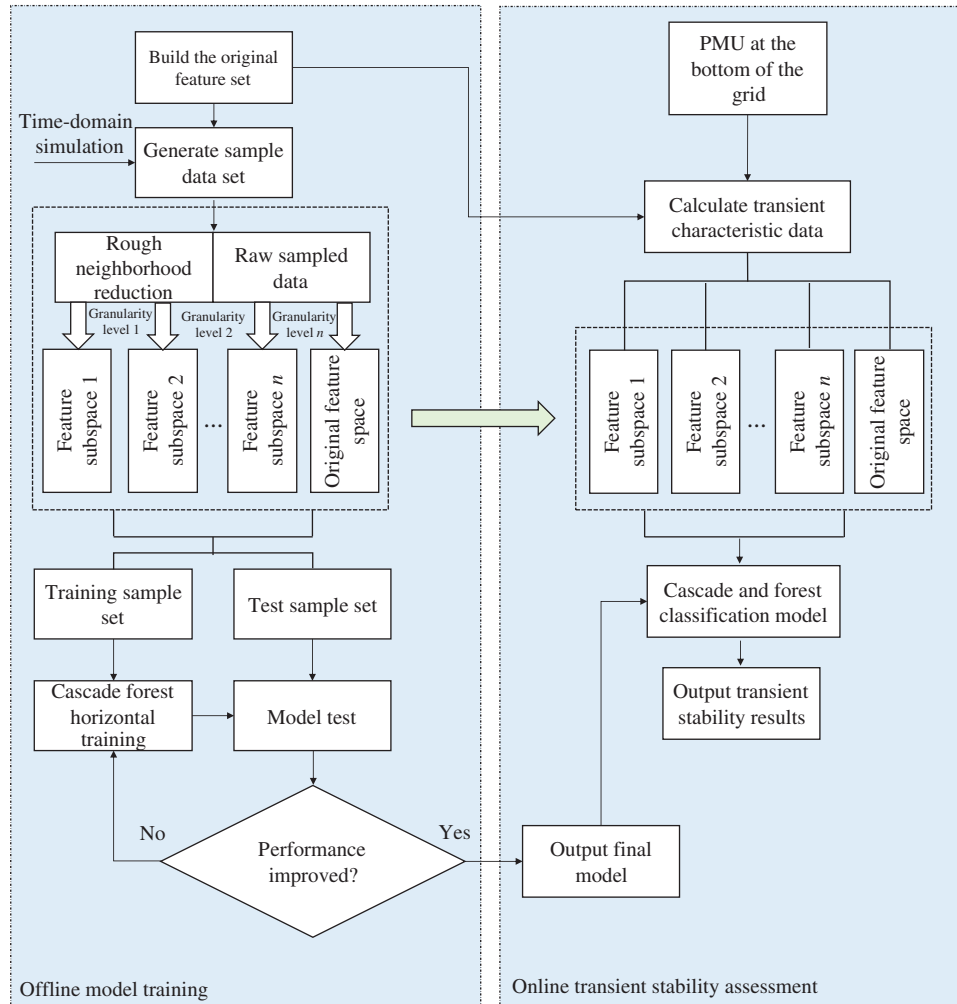 Build the original
feature set
Time-domain
simulation
Generate sample
data set
Rough
neighborhood
reduction
Raw sampled
data
Granularity
level 1
Granularity
level 2
Granularity
level n
Feature
subspace 1
Feature
subspace 2
...
Feature
subspace n
Original feature
space
Training sample
set
Test sample set
Cascade forest
horizontal
training
Model test
No
Performance
improved?
Yes
Offline model training
PMU at the
bottom of the
grid
Calculate transient
characteristic data
Feature
subspace 1
Feature
subspace 2
...
Feature
subspace n
Original feature
space
Cascade and forest
classification model
Output transient
stability results
Output final
model
Online transient stability assessment